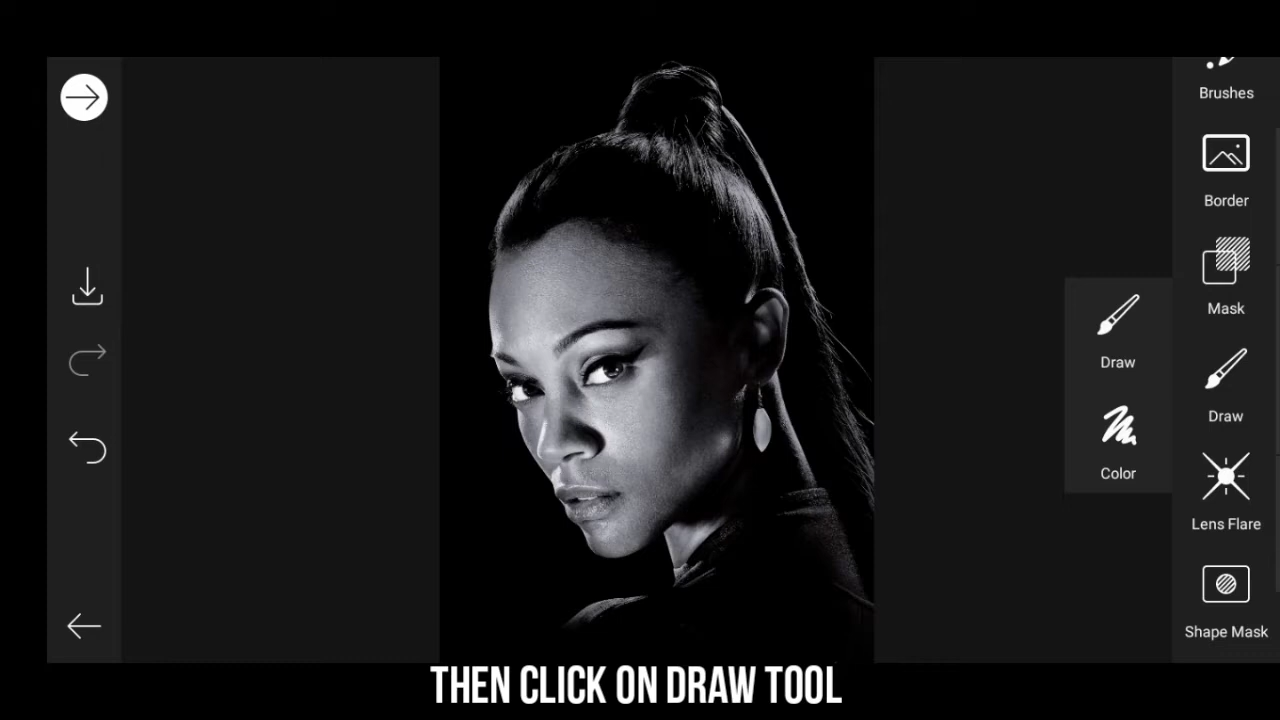 Brushes
Border
Mask
Draw
Draw
Color
Lens Flare
Shape Mask
THEN CLICK ON DRAW TOOL